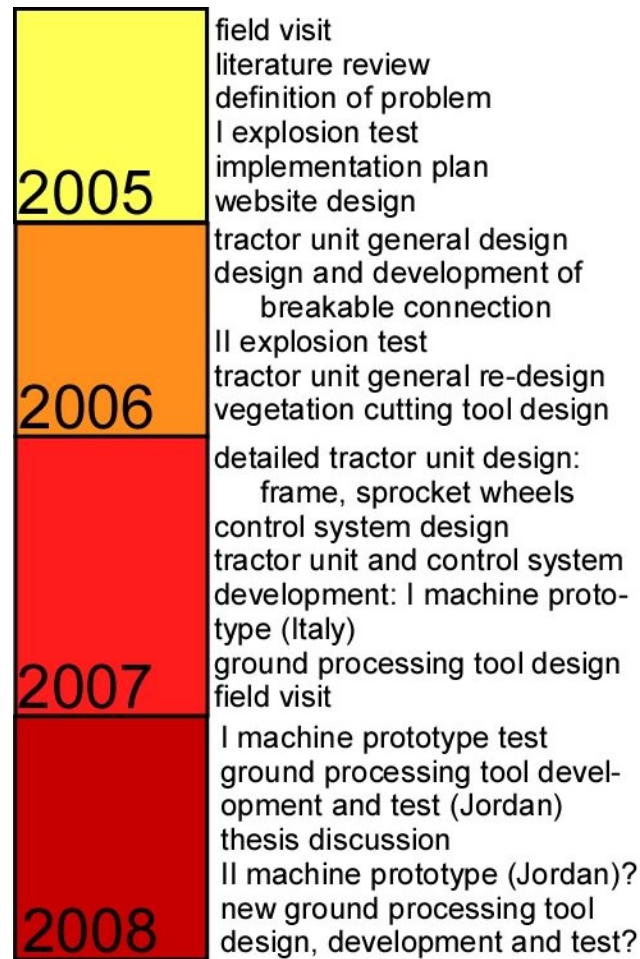 field visit
literature review
definition of problem
I explosion test
implementation plan
website design
2005
tractor unit general design
design and development of
breakable connection
II explosion test
tractor unit general re-design
vegetation cutting tool design
2006
detailed tractor unit design:
frame, sprocket wheels
control system design
tractor unit and control system
development: I machine proto-
type (Italy)
ground processing tool design
field visit
2007
I machine prototype test
ground processing tool devel-
opment and test (Jordan)
thesis discussion
II machine prototype (Jordan)?
new ground processing tool
design, development and test?
2008